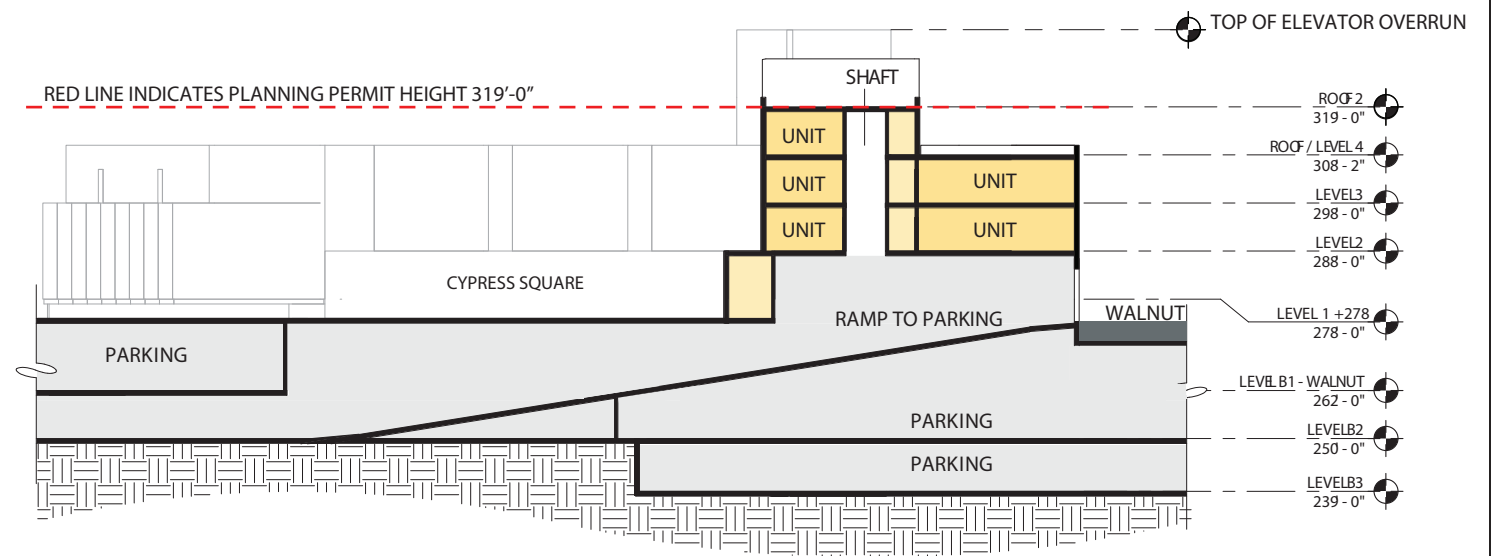 TOP OF ELEVATOR OVERRUN
SHAFT
RED LINE INDICATES PLANNING PERMIT HEIGHT 319'-0"
ROOF 2
319 - 0"
UNIT
ROOF / LEVEL 4
308 - 2"
UNIT
UNIT
LEVEL3
298 - 0"
UNIT
UNIT
LEVEL2
288 - 0"
CYPRESS SQUARE
RAMP TO PARKING
WALNUT
LEVEL 1 +278
278 - 0"
PARKING
LEVEL B1 - WALNUT
262 - 0"
PARKING
LEVELB2
250 - 0"
PARKING
LEVELB3
239 - 0"